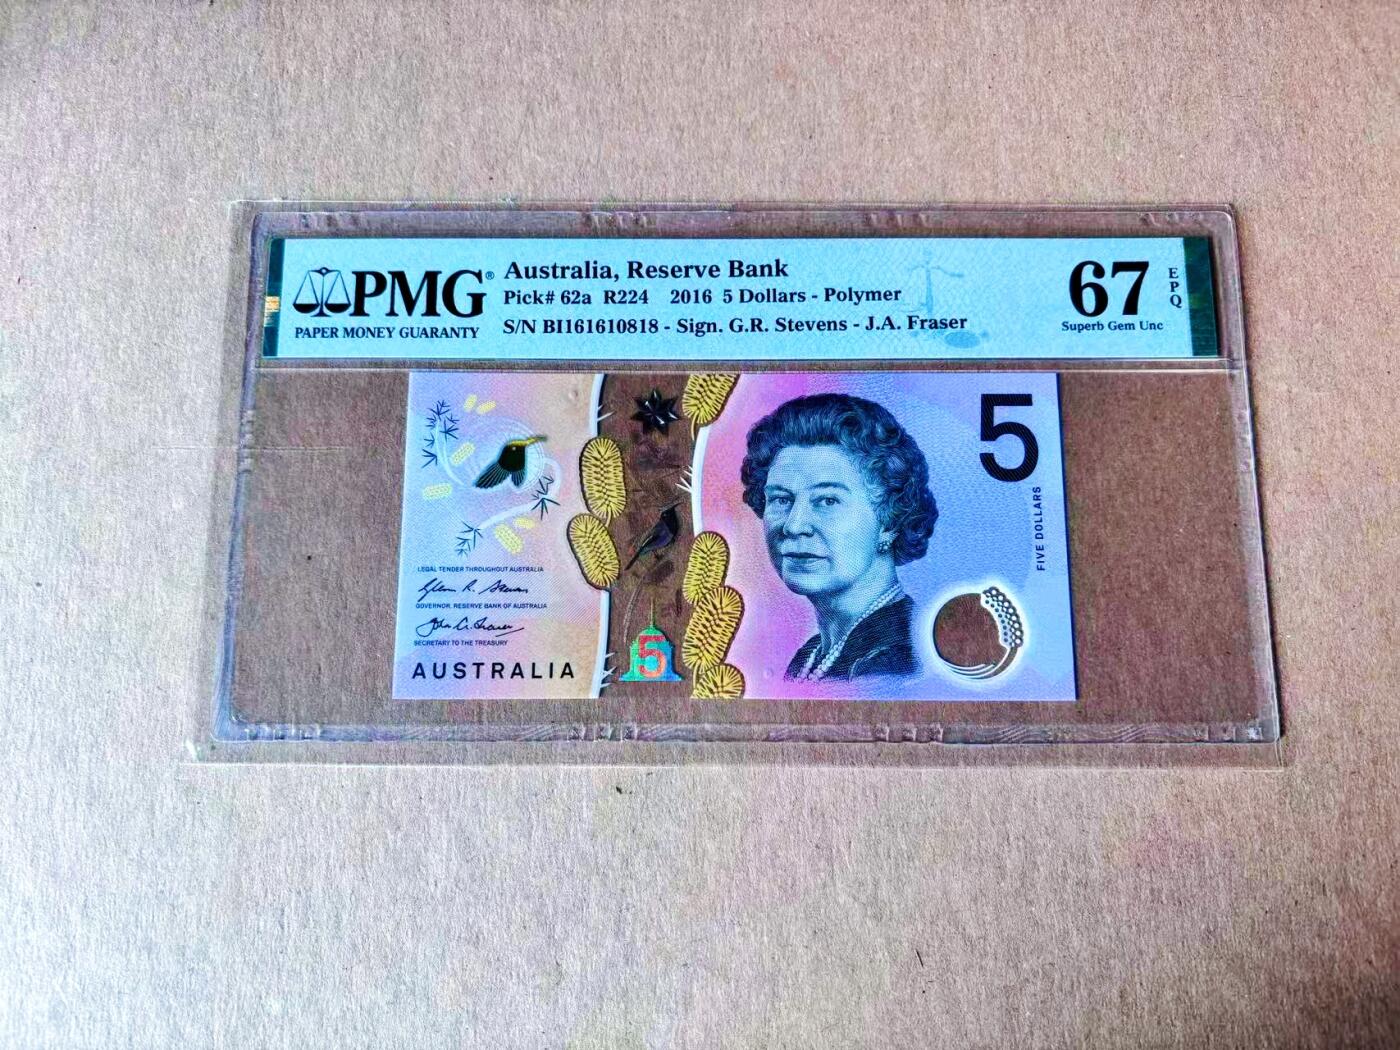 PMG®
PAPER MONEY GUARANTY
Australia, Reserve Bank
Pick# 62a R224 2016 5 Dollars - Polymer
S/N BI161610818 - Sign. G.R. Stevens - J.A. Fraser
67
EPQ
Superb Gem Unc
LEGAL TENDER THROUGHOUT AUSTRALIA
GOVERNOR, RESERVE BANK OF AUSTRALIA
SECRETARY TO THE TREASURY
AUSTRALIA
5
5
FIVE DOLLARS